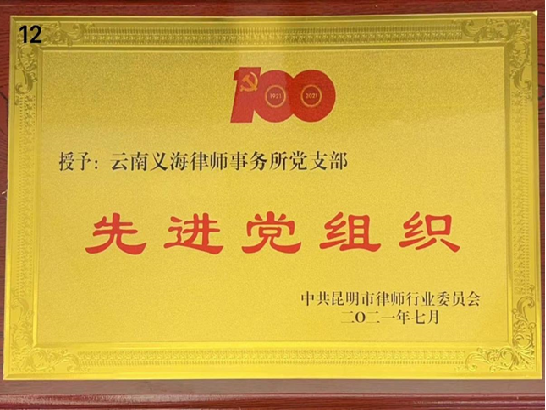 12
100
1921 2021
授予：云南义海律师事务所党支部
先进党组织
中共昆明市律师行业委员会
二〇二一年七月